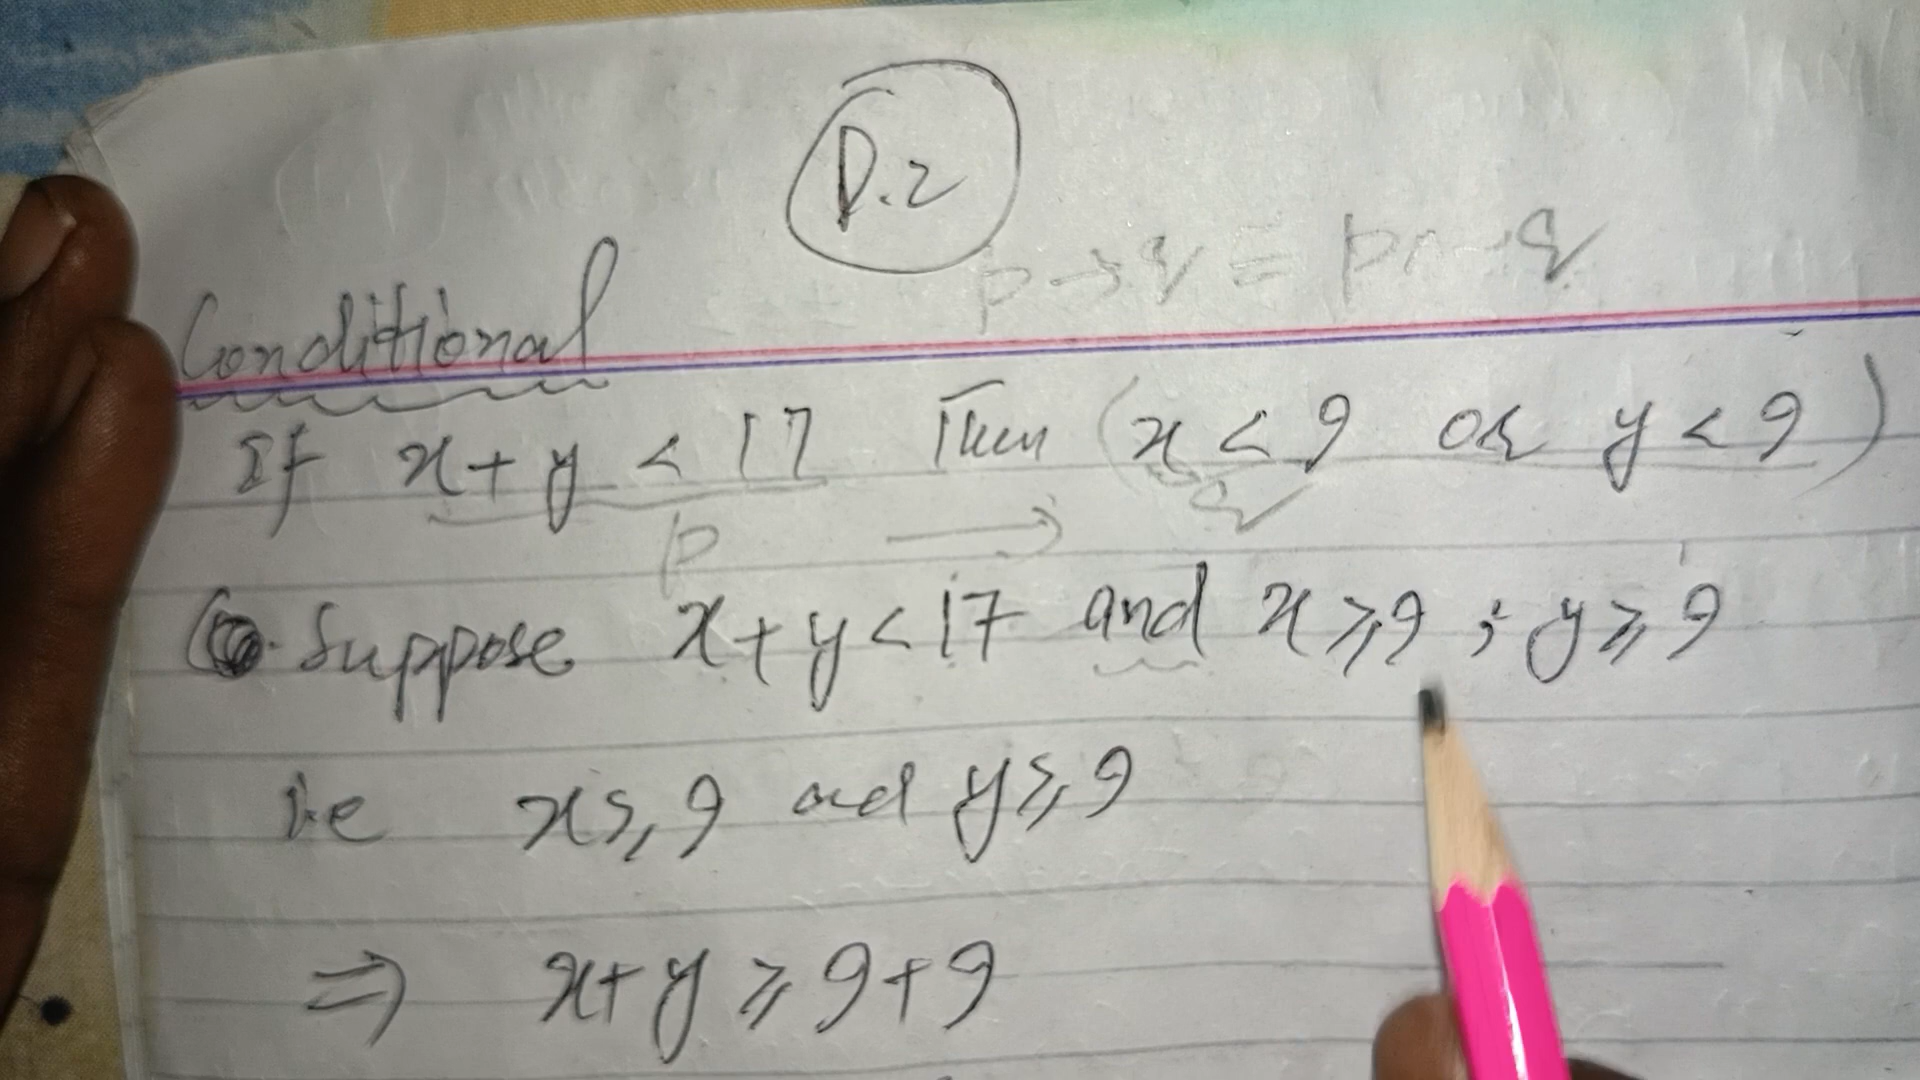 D.2
p → q ≡ p ∧ ¬ q
Conditional
If x + y < 17 Then (x < 9 or y < 9)
p → q
Suppose x + y < 17 and x ⩾ 9 ; y ⩾ 9
i.e x ⩾ 9 and y ⩾ 9
⇒ x + y ⩾ 9 + 9